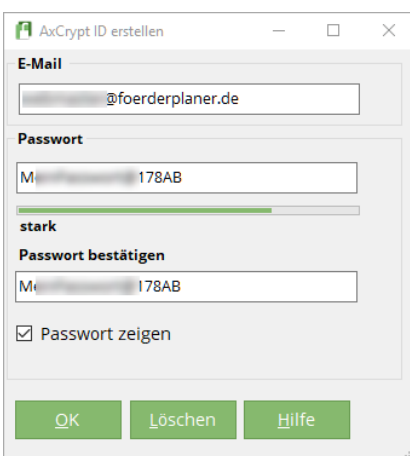 AxCrypt ID erstellen
E-Mail
@foerderplaner.de
Passwort
M 178AB
stark
Passwort bestätigen
M 178AB
Passwort zeigen
OK Löschen Hilfe